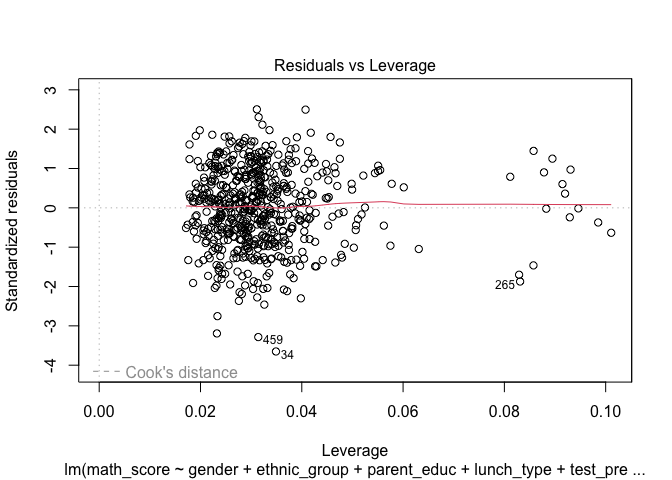 Residuals vs Leverage
Standardized residuals
3
2
1
0
-1
-2
-3
-4
265
459
34
Cook's distance
0.00 0.02 0.04 0.06 0.08 0.10
Leverage
lm(math_score ~ gender + ethnic_group + parent_educ + lunch_type + test_pre ...